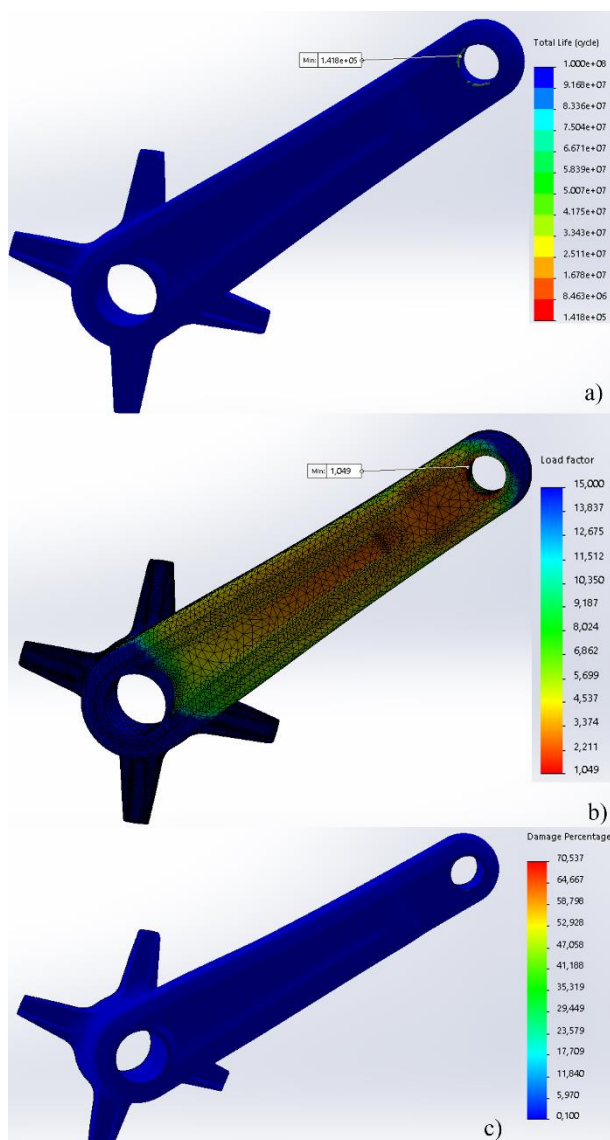 Total Life (cycle)
Min: 1.418e+05
1.000e+08
9.168e+07
8.336e+07
7.504e+07
6.671e+07
5.839e+07
5.007e+07
4.175e+07
3.343e+07
2.511e+07
1.678e+07
8.463e+06
1.418e+05
a)
Load factor
Min: 1,049
15,000
13,837
12,675
11,512
10,350
9,187
8,024
6,862
5,699
4,537
3,374
2,211
1,049
b)
Damage Percentage
70,537
64,667
58,798
52,928
47,058
41,188
35,319
29,449
23,579
17,709
11,840
5,970
0,100
c)